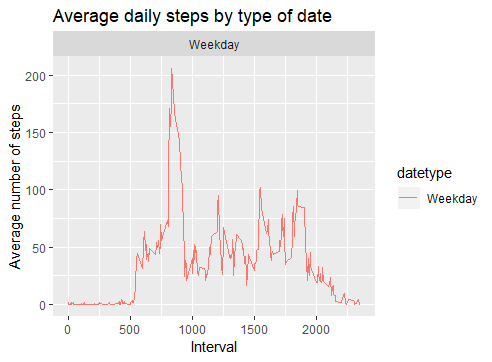 Average daily steps by type of date
Weekday
200
150
100
50
0
Average number of steps
0 500 1000 1500 2000
Interval
datetype
Weekday